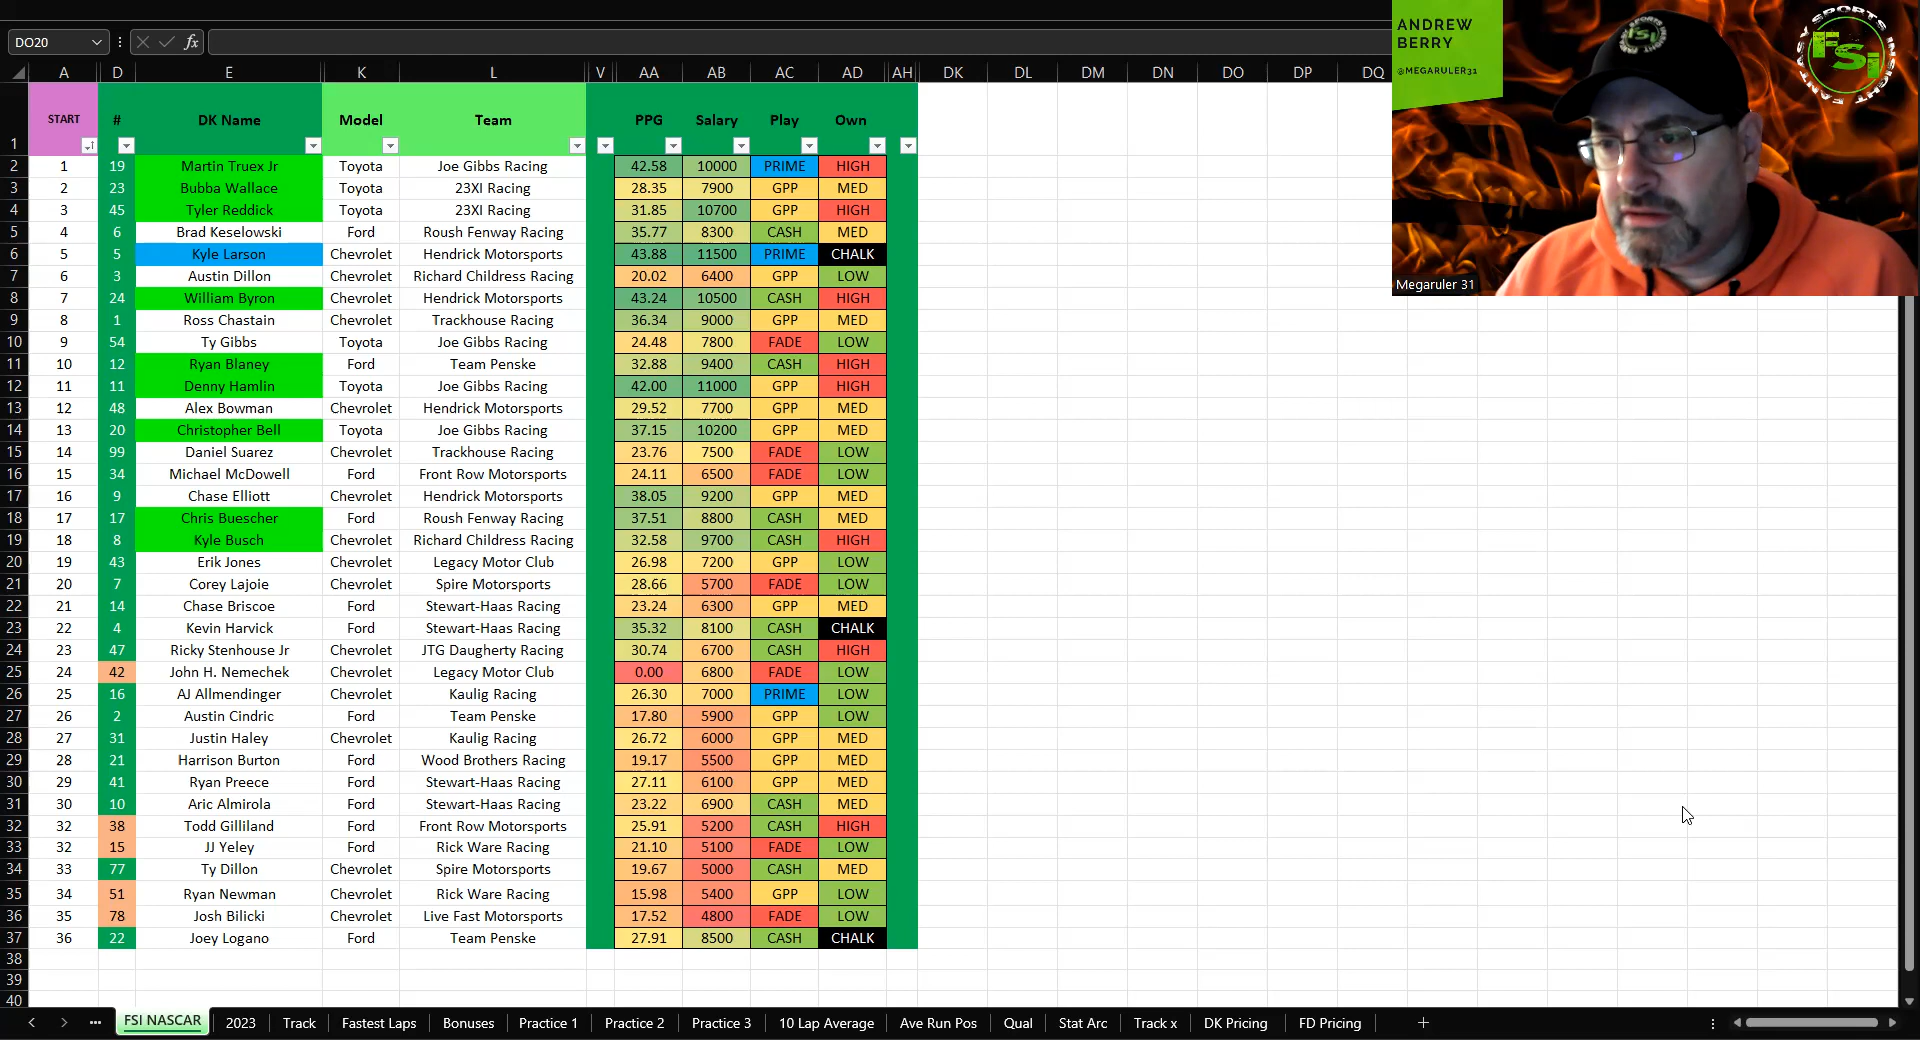 DO20
fx
ANDREW
BERRY
@MEGARULER31
FANTASY SPORTS INSIGHT
FSi
Megaruler 31
A D E K L V AA AB AC AD AH DK DL DM DN DO DP DQ
1 START # DK Name Model Team PPG Salary Play Own
2 1 19 Martin Truex Jr Toyota Joe Gibbs Racing 42.58 10000 PRIME HIGH
3 2 23 Bubba Wallace Toyota 23XI Racing 28.35 7900 GPP MED
4 3 45 Tyler Reddick Toyota 23XI Racing 31.85 10700 GPP HIGH
5 4 6 Brad Keselowski Ford Roush Fenway Racing 35.77 8300 CASH MED
6 5 5 Kyle Larson Chevrolet Hendrick Motorsports 43.88 11500 PRIME CHALK
7 6 3 Austin Dillon Chevrolet Richard Childress Racing 20.02 6400 GPP LOW
8 7 24 William Byron Chevrolet Hendrick Motorsports 43.24 10500 CASH HIGH
9 8 1 Ross Chastain Chevrolet Trackhouse Racing 36.34 9000 GPP MED
10 9 54 Ty Gibbs Toyota Joe Gibbs Racing 24.48 7800 FADE LOW
11 10 12 Ryan Blaney Ford Team Penske 32.88 9400 CASH HIGH
12 11 11 Denny Hamlin Toyota Joe Gibbs Racing 42.00 11000 GPP HIGH
13 12 48 Alex Bowman Chevrolet Hendrick Motorsports 29.52 7700 GPP MED
14 13 20 Christopher Bell Toyota Joe Gibbs Racing 37.15 10200 GPP MED
15 14 99 Daniel Suarez Chevrolet Trackhouse Racing 23.76 7500 FADE LOW
16 15 34 Michael McDowell Ford Front Row Motorsports 24.11 6500 FADE LOW
17 16 9 Chase Elliott Chevrolet Hendrick Motorsports 38.05 9200 GPP MED
18 17 17 Chris Buescher Ford Roush Fenway Racing 37.51 8800 CASH MED
19 18 8 Kyle Busch Chevrolet Richard Childress Racing 32.58 9700 CASH HIGH
20 19 43 Erik Jones Chevrolet Legacy Motor Club 26.98 7200 GPP LOW
21 20 7 Corey Lajoie Chevrolet Spire Motorsports 28.66 5700 FADE LOW
22 21 14 Chase Briscoe Ford Stewart-Haas Racing 23.24 6300 GPP MED
23 22 4 Kevin Harvick Ford Stewart-Haas Racing 35.32 8100 CASH CHALK
24 23 47 Ricky Stenhouse Jr Chevrolet JTG Daugherty Racing 30.74 6700 CASH HIGH
25 24 42 John H. Nemechek Chevrolet Legacy Motor Club 0.00 6800 FADE LOW
26 25 16 AJ Allmendinger Chevrolet Kaulig Racing 26.30 7000 PRIME LOW
27 26 2 Austin Cindric Ford Team Penske 17.80 5900 GPP LOW
28 27 31 Justin Haley Chevrolet Kaulig Racing 26.72 6000 GPP MED
29 28 21 Harrison Burton Ford Wood Brothers Racing 19.17 5500 GPP MED
30 29 41 Ryan Preece Ford Stewart-Haas Racing 27.11 6100 GPP MED
31 30 10 Aric Almirola Ford Stewart-Haas Racing 23.22 6900 CASH MED
32 32 38 Todd Gilliland Ford Front Row Motorsports 25.91 5200 CASH HIGH
33 32 15 JJ Yeley Ford Rick Ware Racing 21.10 5100 FADE LOW
34 33 77 Ty Dillon Chevrolet Spire Motorsports 19.67 5000 CASH MED
35 34 51 Ryan Newman Chevrolet Rick Ware Racing 15.98 5400 GPP LOW
36 35 78 Josh Bilicki Chevrolet Live Fast Motorsports 17.52 4800 FADE LOW
37 36 22 Joey Logano Ford Team Penske 27.91 8500 CASH CHALK
38
39
40
FSI NASCAR 2023 Track Fastest Laps Bonuses Practice 1 Practice 2 Practice 3 10 Lap Average Ave Run Pos Qual Stat Arc Track x DK Pricing FD Pricing